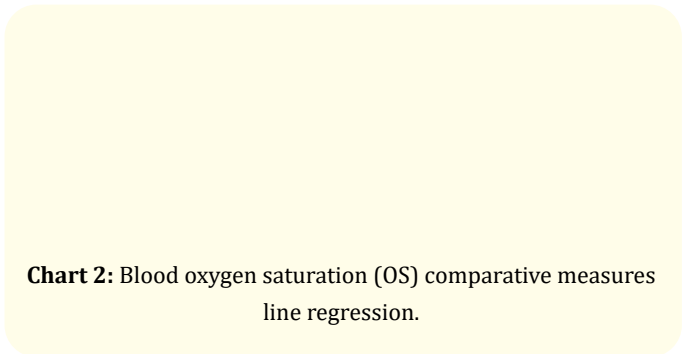 Chart 2: Blood oxygen saturation (OS) comparative measures
line regression.